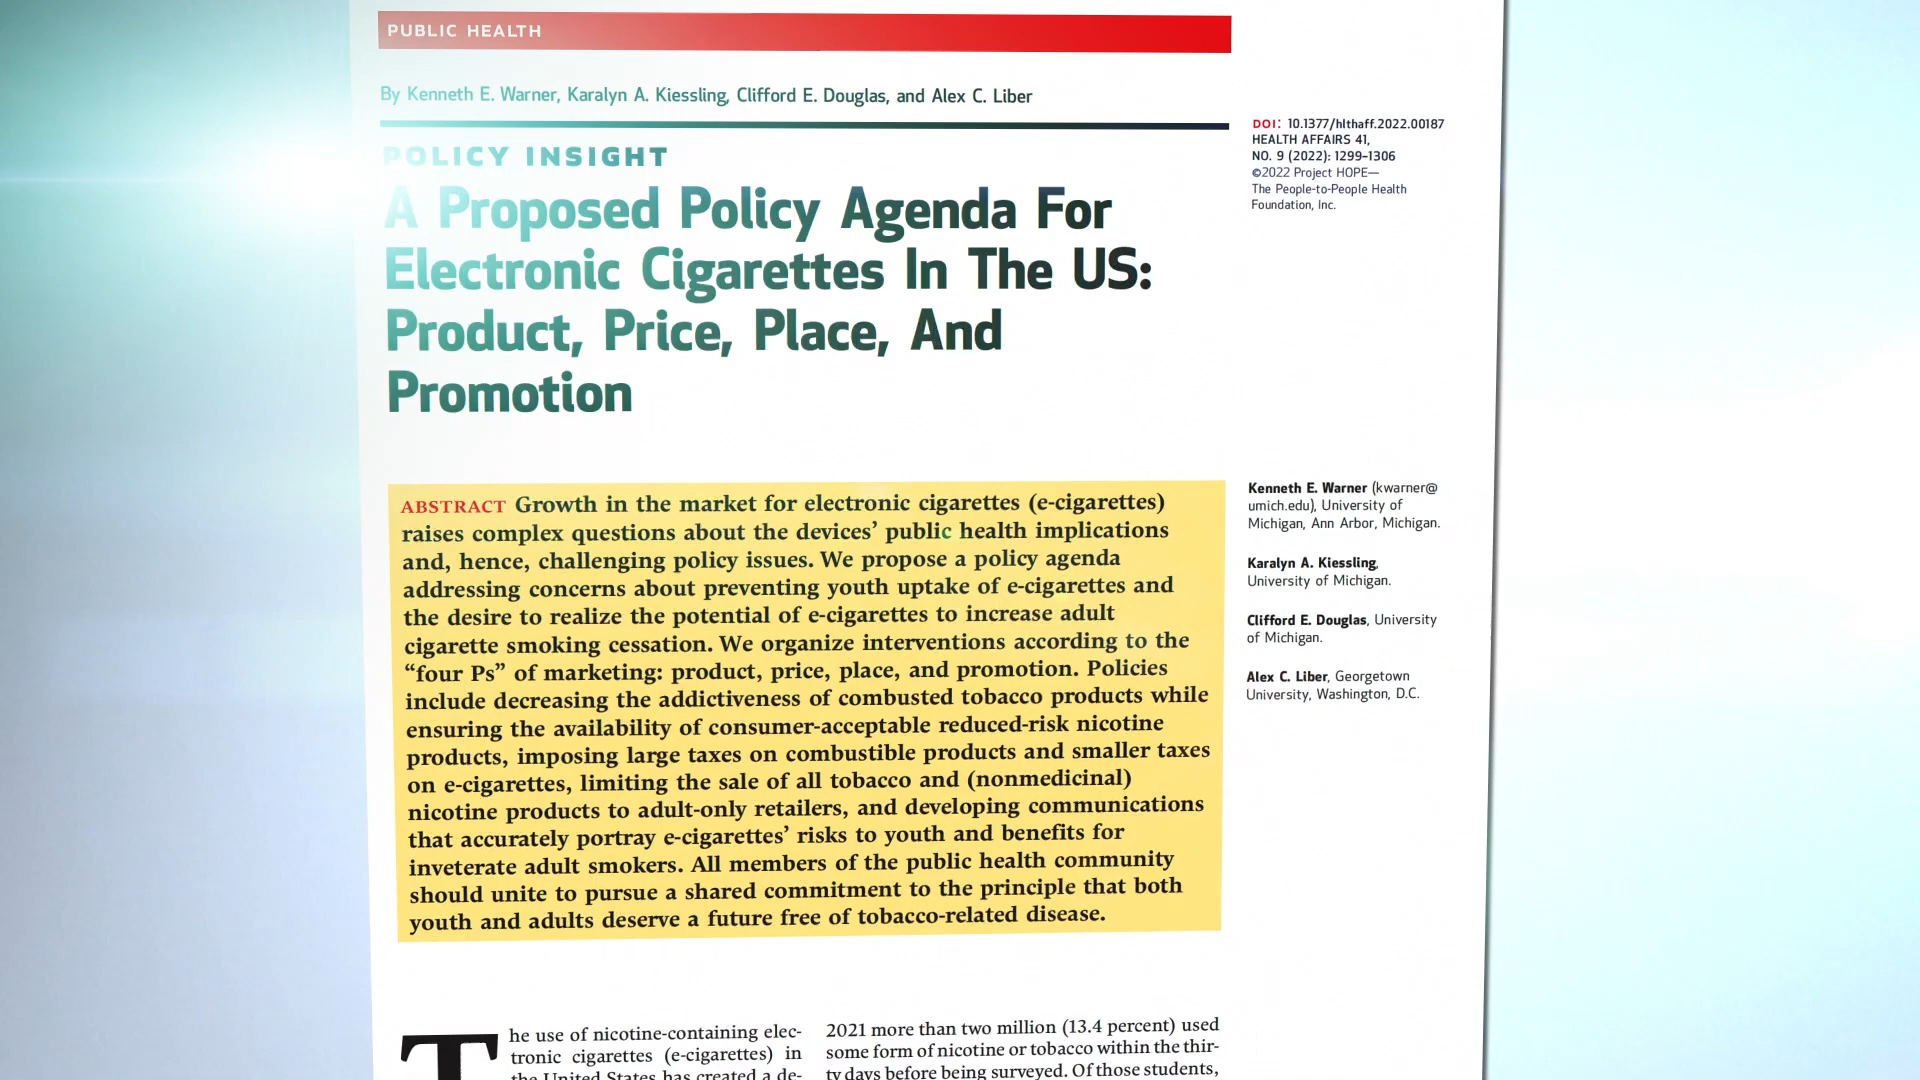 PUBLIC HEALTH
By Kenneth E. Warner, Karalyn A. Kiessling, Clifford E. Douglas, and Alex C. Liber
POLICY INSIGHT
A Proposed Policy Agenda For
Electronic Cigarettes In The US:
Product, Price, Place, And
Promotion
DOI: 10.1377/hlthaff.2022.00187
HEALTH AFFAIRS 41,
NO. 9 (2022): 1299–1306
©2022 Project HOPE—
The People-to-People Health
Foundation, Inc.
ABSTRACT Growth in the market for electronic cigarettes (e-cigarettes)
raises complex questions about the devices’ public health implications
and, hence, challenging policy issues. We propose a policy agenda
addressing concerns about preventing youth uptake of e-cigarettes and
the desire to realize the potential of e-cigarettes to increase adult
cigarette smoking cessation. We organize interventions according to the
“four Ps” of marketing: product, price, place, and promotion. Policies
include decreasing the addictiveness of combusted tobacco products while
ensuring the availability of consumer-acceptable reduced-risk nicotine
products, imposing large taxes on combustible products and smaller taxes
on e-cigarettes, limiting the sale of all tobacco and (nonmedicinal)
nicotine products to adult-only retailers, and developing communications
that accurately portray e-cigarettes’ risks to youth and benefits for
inveterate adult smokers. All members of the public health community
should unite to pursue a shared commitment to the principle that both
youth and adults deserve a future free of tobacco-related disease.
Kenneth E. Warner (kwarner@
umich.edu), University of
Michigan, Ann Arbor, Michigan.
Karalyn A. Kiessling,
University of Michigan.
Clifford E. Douglas, University
of Michigan.
Alex C. Liber, Georgetown
University, Washington, D.C.
The use of nicotine-containing elec-
tronic cigarettes (e-cigarettes) in
the United States has created a de-
2021 more than two million (13.4 percent) used
some form of nicotine or tobacco within the thir-
ty days before being surveyed. Of those students,